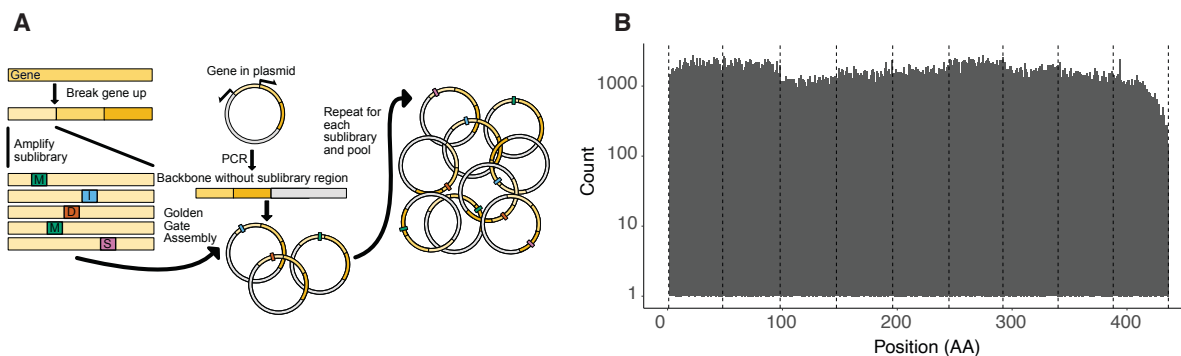 A
Gene
Break gene up
Amplify
sublibrary
M
I
D
M
S
Gene in plasmid
PCR
Backbone without sublibrary region
Golden
Gate
Assembly
Repeat for
each
sublibrary
and pool
B
Count
1000
100
10
1
0
100
200
300
400
Position (AA)